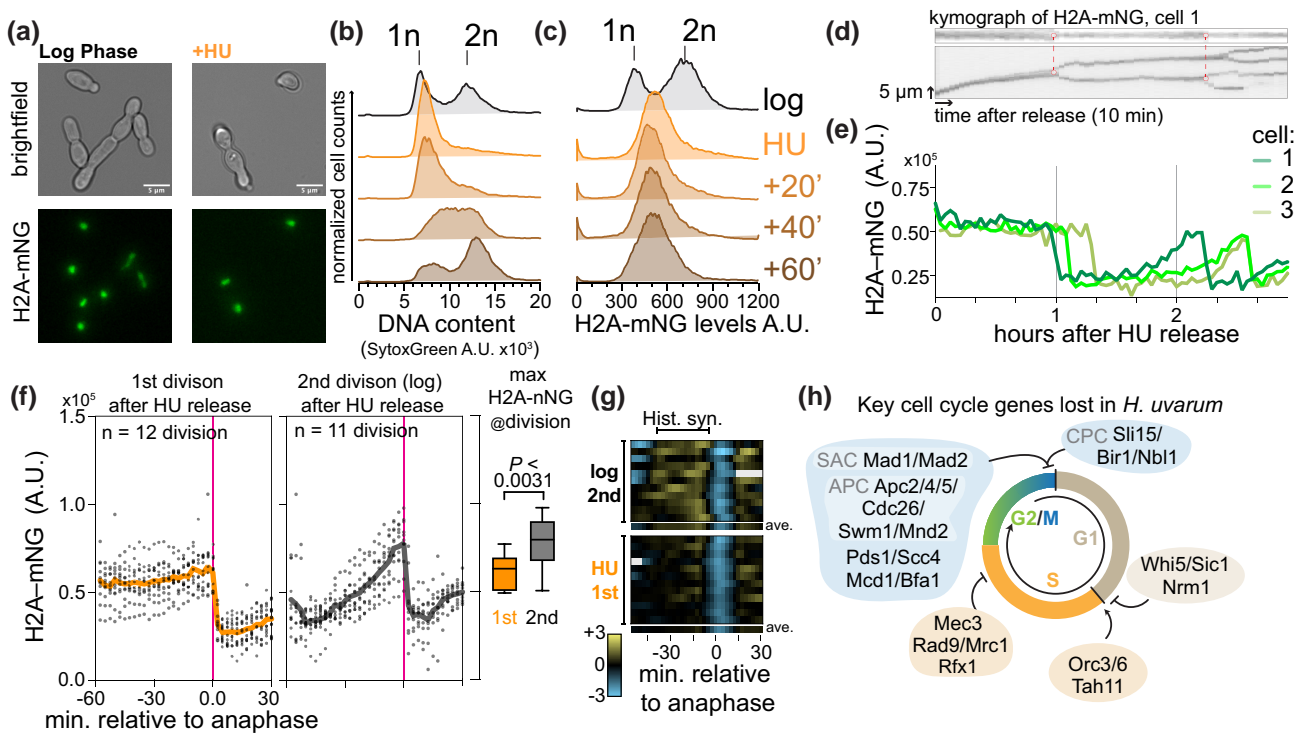 (a)
Log Phase
+HU
brightfield
5 µm
5 µm
H2A-mNG
(b)
1n
2n
normalized cell counts
0
5
10
15
20
DNA content
(SytoxGreen A.U. x10³)
(c)
1n
2n
log
HU
+20’
+40’
+60’
0
300
600
900
1200
H2A-mNG levels A.U.
(d)
kymograph of H2A-mNG, cell 1
5 µm
time after release (10 min)
(e)
cell:
1
2
3
x10⁵
0.75
0.50
0.25
H2A–mNG (A.U.)
0
1
2
hours after HU release
(f)
1st divison
after HU release
2nd divison (log)
after HU release
max
H2A-nNG
@division
x10⁵
1.5
1.0
0.5
0.0
H2A–mNG (A.U.)
n = 12 division
n = 11 division
P <
0.0031
1st
2nd
-60
-30
0.0
30
min. relative to anaphase
(g)
Hist. syn.
log
2nd
ave.
HU
1st
ave.
+3
0
-3
-30
0
30
min. relative
to anaphase
(h)
Key cell cycle genes lost in H. uvarum
CPC Sli15/
Bir1/Nbl1
SAC Mad1/Mad2
APC Apc2/4/5/
Cdc26/
Swm1/Mnd2
Pds1/Scc4
Mcd1/Bfa1
G2/M
G1
S
Whi5/Sic1
Nrm1
Mec3
Rad9/Mrc1
Rfx1
Orc3/6
Tah11